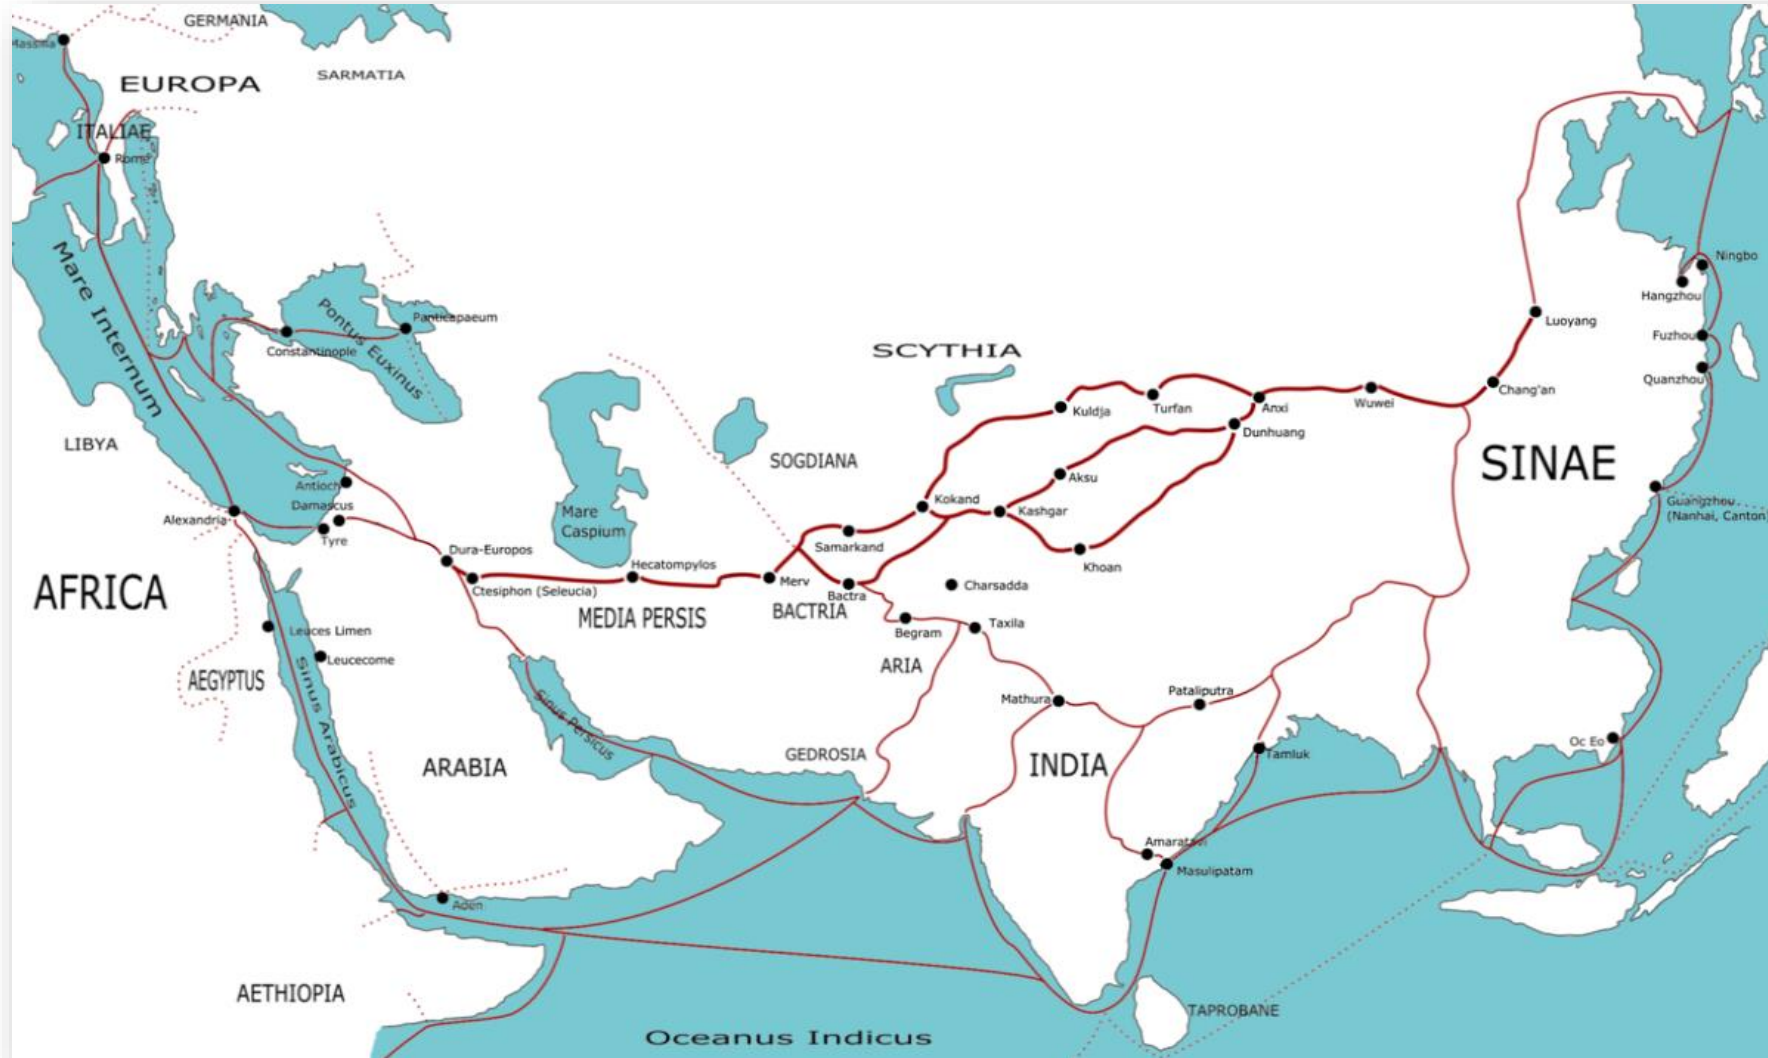 GERMANIA
Massilia
SARMATIA
EUROPA
ITALIAE
Rome
Mare Internum
Pontus Euxinus
Panticapaeum
Constantinople
LIBYA
Antioch
Damascus
Alexandria
Tyre
AFRICA
Dura-Europos
Ctesiphon (Seleucia)
Mare
Caspium
Hecatompylos
MEDIA PERSIS
Merv
BACTRIA
Bactra
Samarkand
SOGDIANA
SCYTHIA
Kokand
Kashgar
Kuldja
Turfan
Anxi
Dunhuang
Aksu
Khoan
Wuwei
Chang'an
Luoyang
SINAE
Ningbo
Hangzhou
Fuzhou
Quanzhou
Guangzhou
(Nanhai, Canton)
Charsadda
Begram
Taxila
ARIA
Mathura
Pataliputra
Leuces Limen
Leucecome
AEGYPTUS
Sinus Arabicus
Sinus Persicus
ARABIA
GEDROSIA
INDIA
Tamluk
Oc Eo
Amaratavi
Masulipatam
Aden
AETHIOPIA
TAPROBANE
Oceanus Indicus